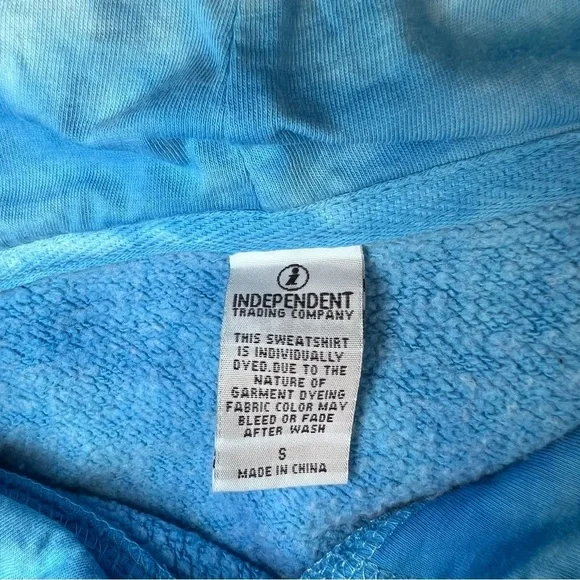 i
INDEPENDENT
TRADING COMPANY
THIS SWEATSHIRT
IS INDIVIDUALLY
DYED.DUE TO THE
NATURE OF
GARMENT DYEING
FABRIC COLOR MAY
BLEED OR FADE
AFTER WASH
S
MADE IN CHINA